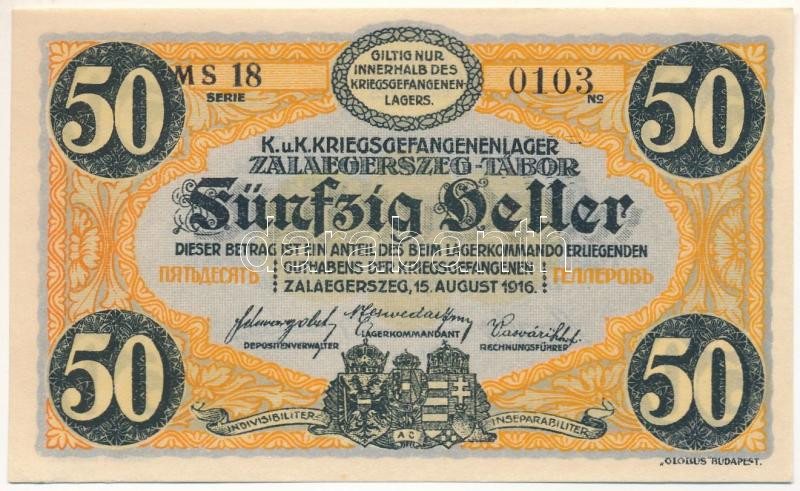 50 50
MS 18
SERIE
GILTIG NUR
INNERHALB DES
KRIEGSGEFANGENEN-
LAGERS.
0103
No
K. u. K. KRIEGSGEFANGENENLAGER
ZALAEGERSZEG-TÁBOR
Fünfzig Heller
DIESER BETRAG IST EIN ANTEIL DES BEIM LAGERKOMMANDO ERLIEGENDEN
GUTHABENS DER KRIEGSGEFANGENEN
ПЯТЬДЕСЯТЬ ГЕЛЛЕРОВЪ
ZALAEGERSZEG, 15. AUGUST 1916.
DEPOSITENVERWALTER
LAGERKOMMANDANT
RECHNUNGSFÜHRER
50 50
INDIVISIBILITER
AC
INSEPARABILITER
„GLOBUS" BUDAPEST.
darabanth